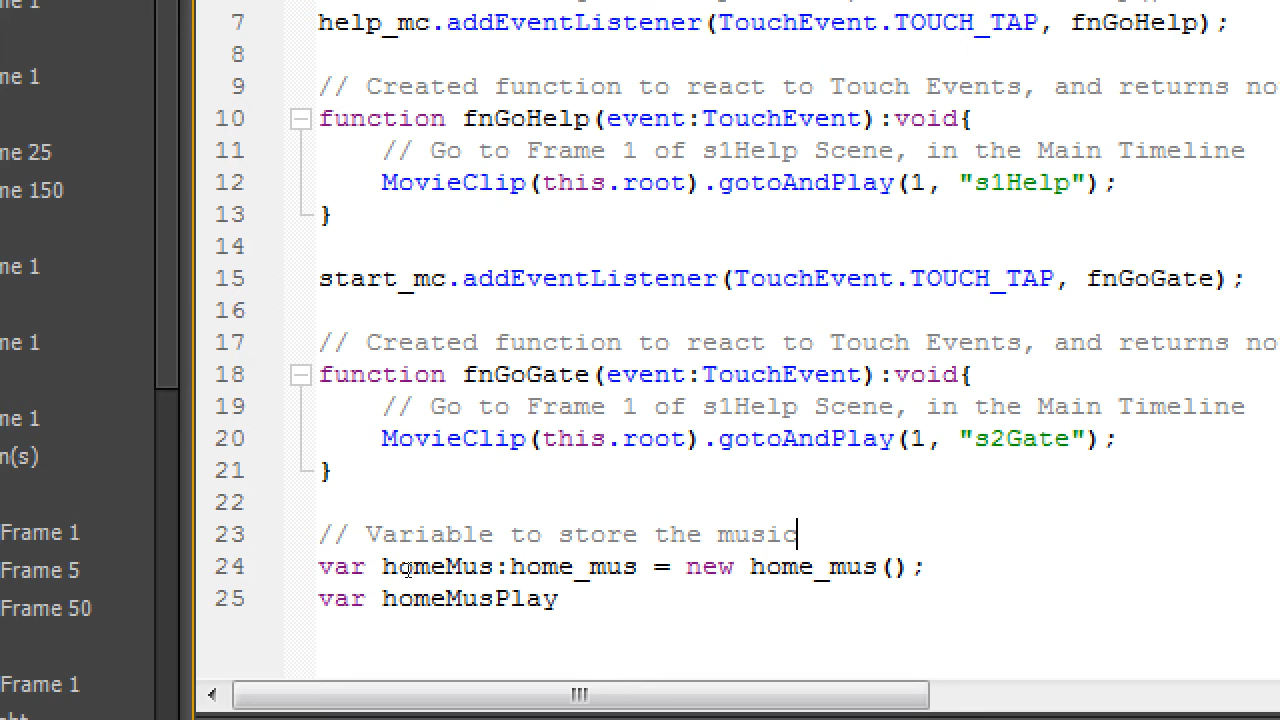 ne 1
ne 1
ne 25
ne 150
ne 1
ne 1
ne 1
n(s)
Frame 1
Frame 5
Frame 50
Frame 1
7 help_mc.addEventListener(TouchEvent.TOUCH_TAP, fnGoHelp);
8
9 // Created function to react to Touch Events, and returns no
10 function fnGoHelp(event:TouchEvent):void{
11 // Go to Frame 1 of s1Help Scene, in the Main Timeline
12 MovieClip(this.root).gotoAndPlay(1, "s1Help");
13 }
14
15 start_mc.addEventListener(TouchEvent.TOUCH_TAP, fnGoGate);
16
17 // Created function to react to Touch Events, and returns no
18 function fnGoGate(event:TouchEvent):void{
19 // Go to Frame 1 of s1Help Scene, in the Main Timeline
20 MovieClip(this.root).gotoAndPlay(1, "s2Gate");
21 }
22
23 // Variable to store the music
24 var homeMus:home_mus = new home_mus();
25 var homeMusPlay